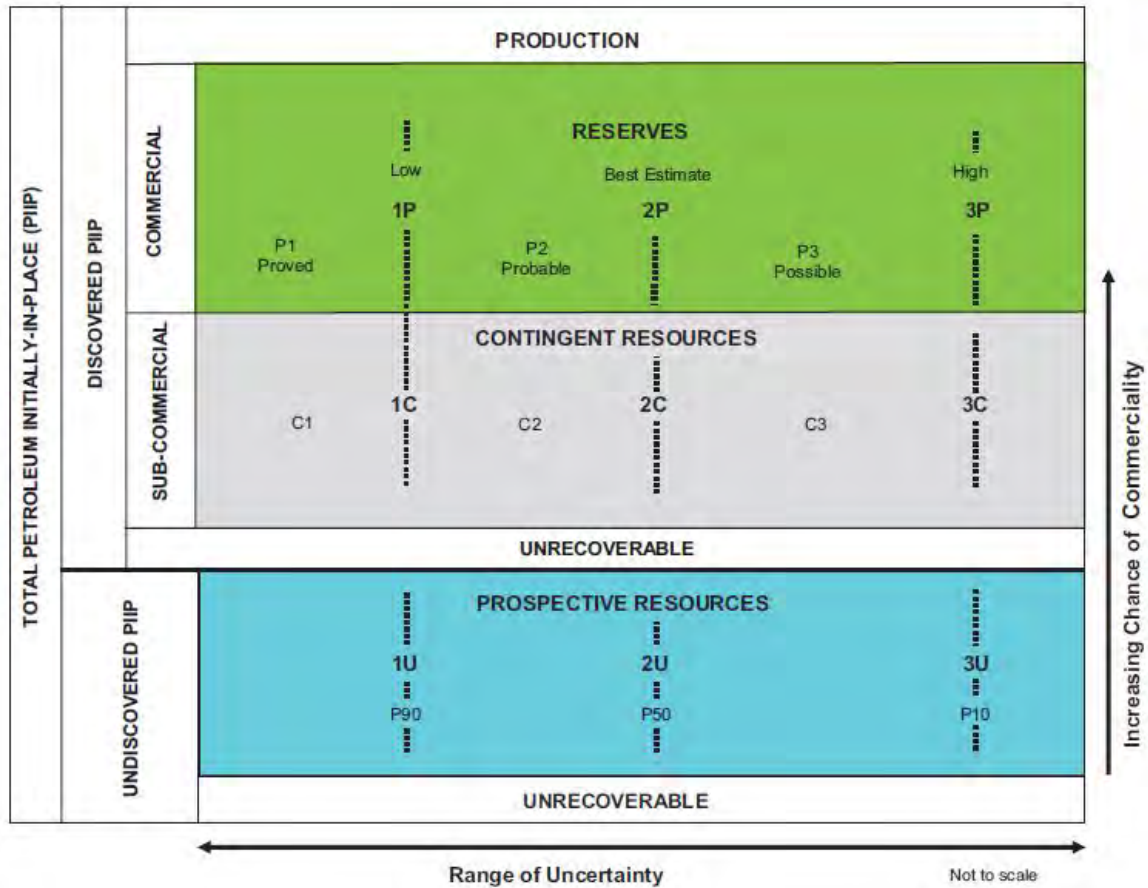 TOTAL PETROLEUM INITIALLY-IN-PLACE (PIIP)
DISCOVERED PIIP
UNDISCOVERED PIIP
COMMERCIAL
SUB-COMMERCIAL
PRODUCTION
RESERVES
Low
Best Estimate
High
1P
2P
3P
P1
Proved
P2
Probable
P3
Possible
CONTINGENT RESOURCES
1C
2C
3C
C1
C2
C3
UNRECOVERABLE
PROSPECTIVE RESOURCES
1U
2U
3U
P90
P50
P10
UNRECOVERABLE
Increasing Chance of Commerciality
Range of Uncertainty
Not to scale